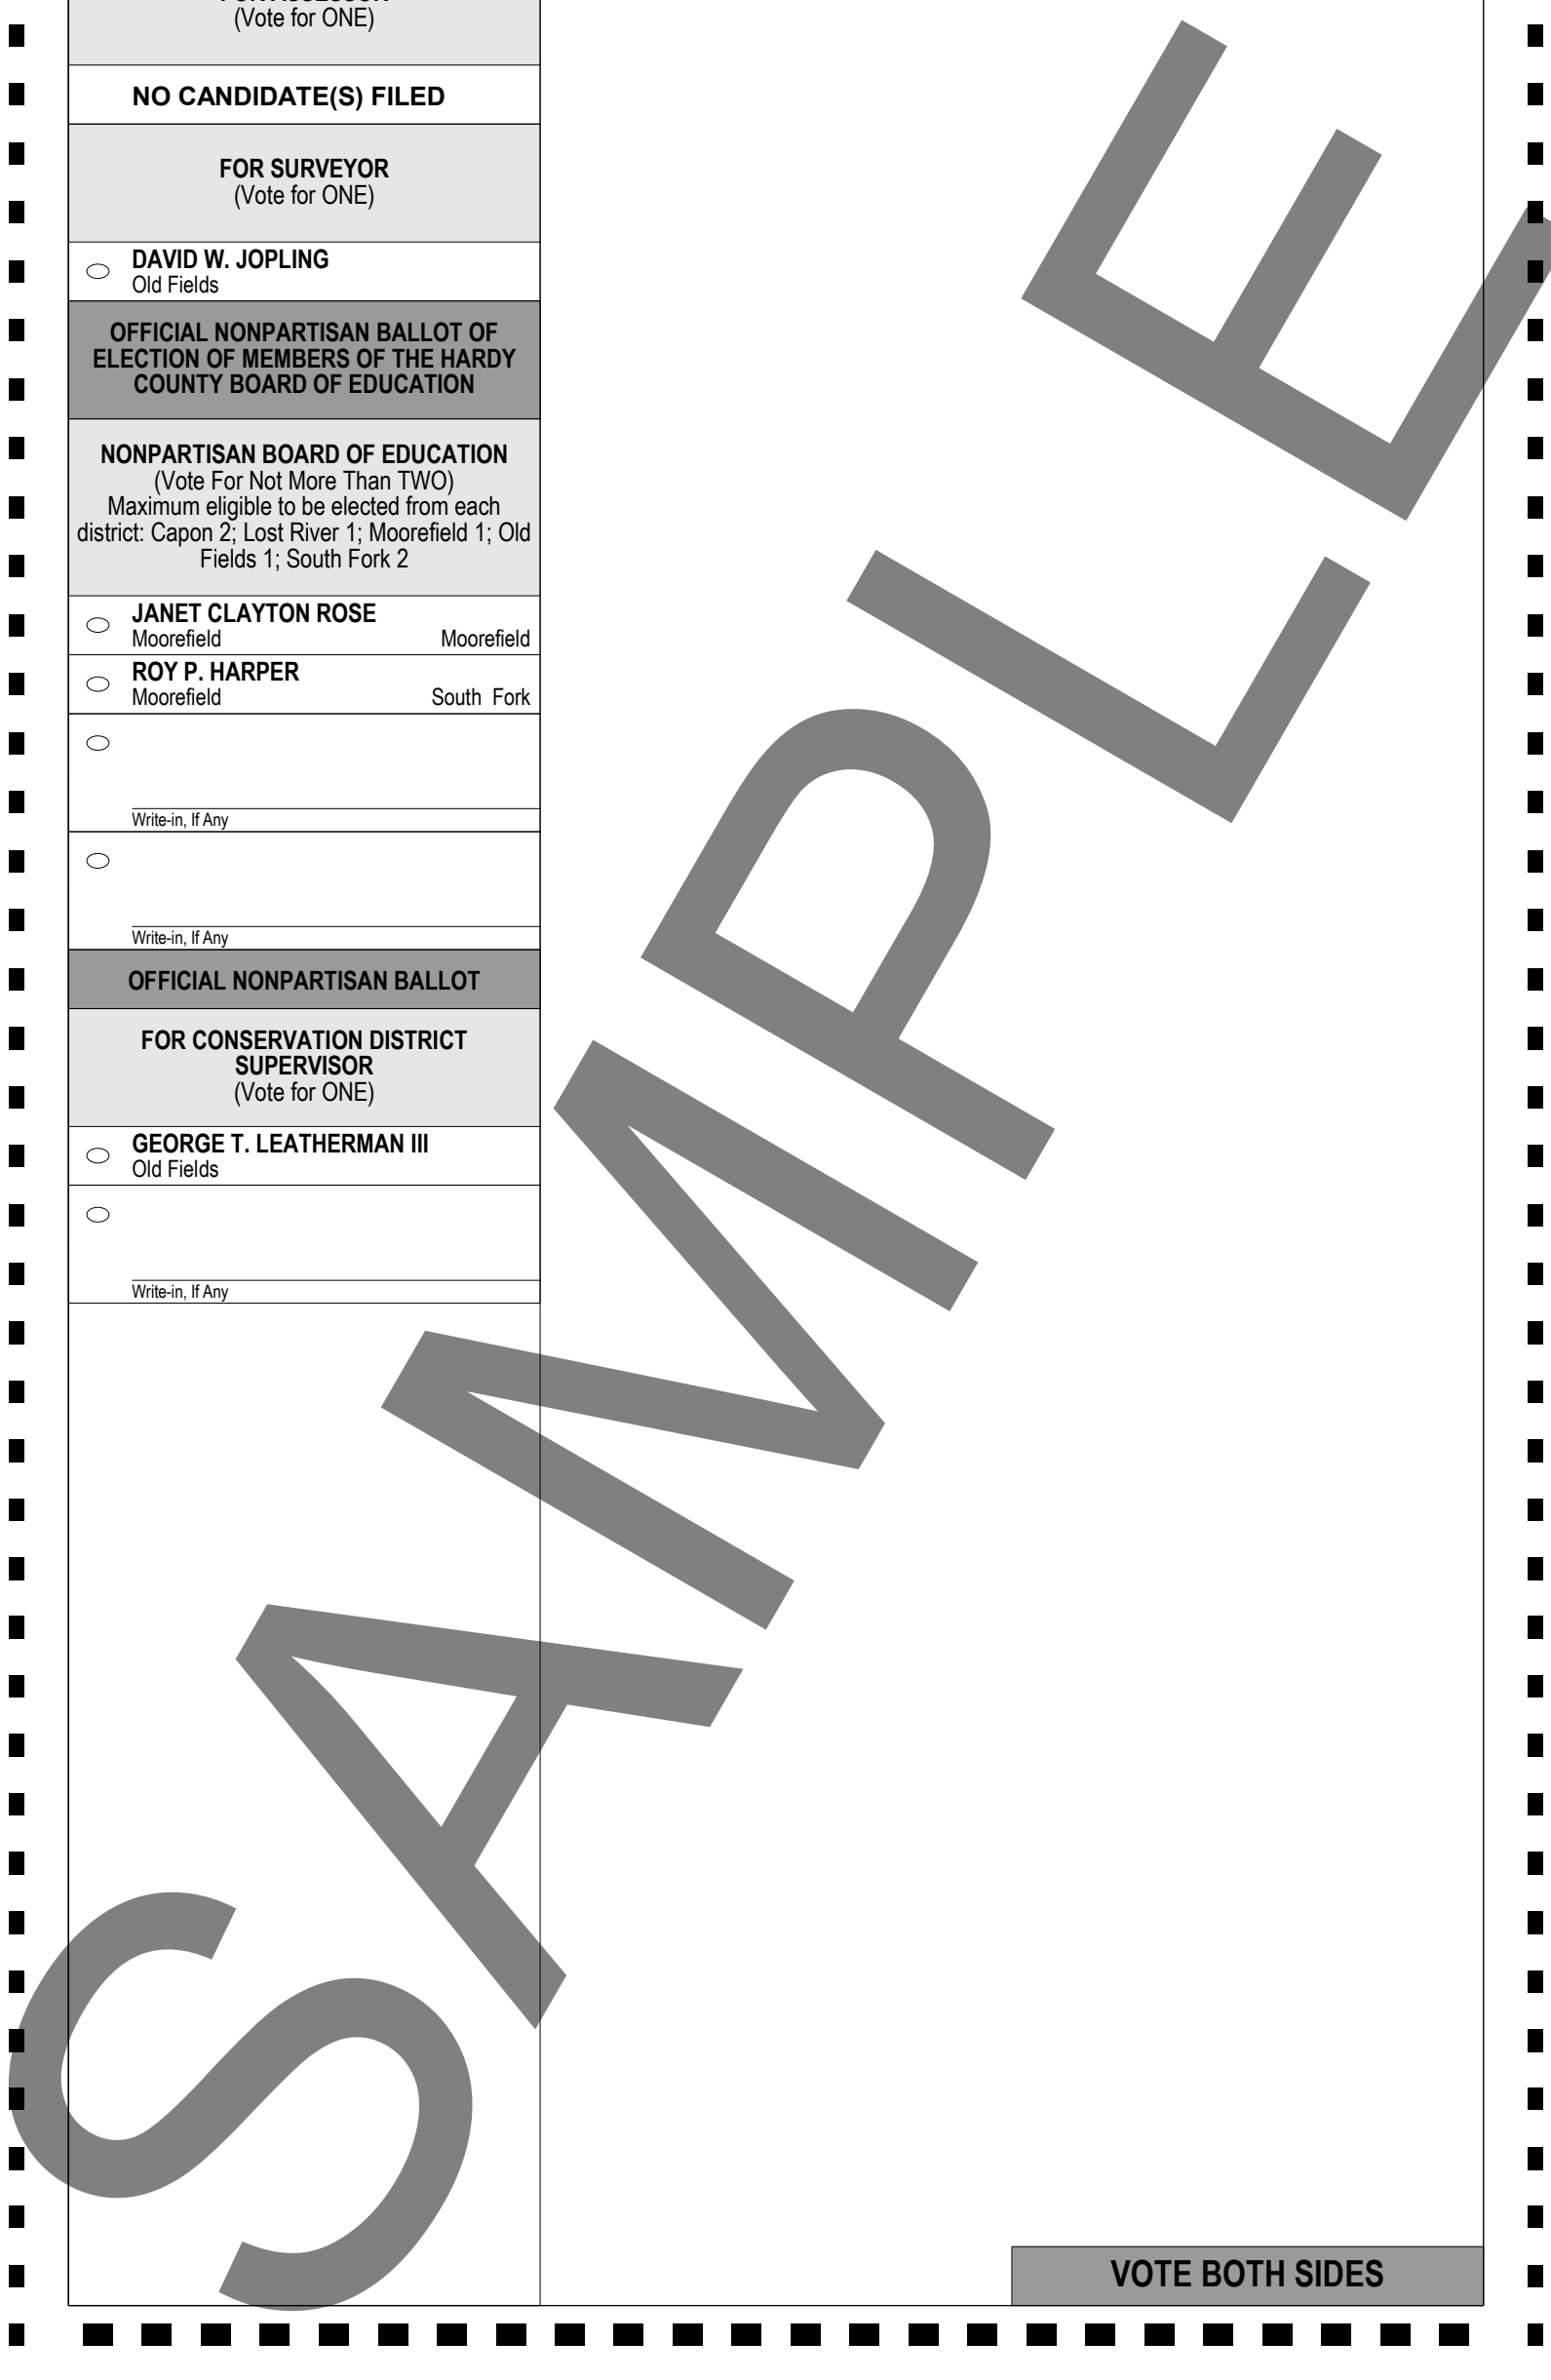 (Vote for ONE)
NO CANDIDATE(S) FILED
FOR SURVEYOR
(Vote for ONE)
DAVID W. JOPLING
Old Fields
OFFICIAL NONPARTISAN BALLOT OF
ELECTION OF MEMBERS OF THE HARDY
COUNTY BOARD OF EDUCATION
NONPARTISAN BOARD OF EDUCATION
(Vote For Not More Than TWO)
Maximum eligible to be elected from each
district: Capon 2; Lost River 1; Moorefield 1; Old
Fields 1; South Fork 2
JANET CLAYTON ROSE
Moorefield Moorefield
ROY P. HARPER
Moorefield South Fork
Write-in, If Any
Write-in, If Any
OFFICIAL NONPARTISAN BALLOT
FOR CONSERVATION DISTRICT
SUPERVISOR
(Vote for ONE)
GEORGE T. LEATHERMAN III
Old Fields
Write-in, If Any
SAMPLE
VOTE BOTH SIDES